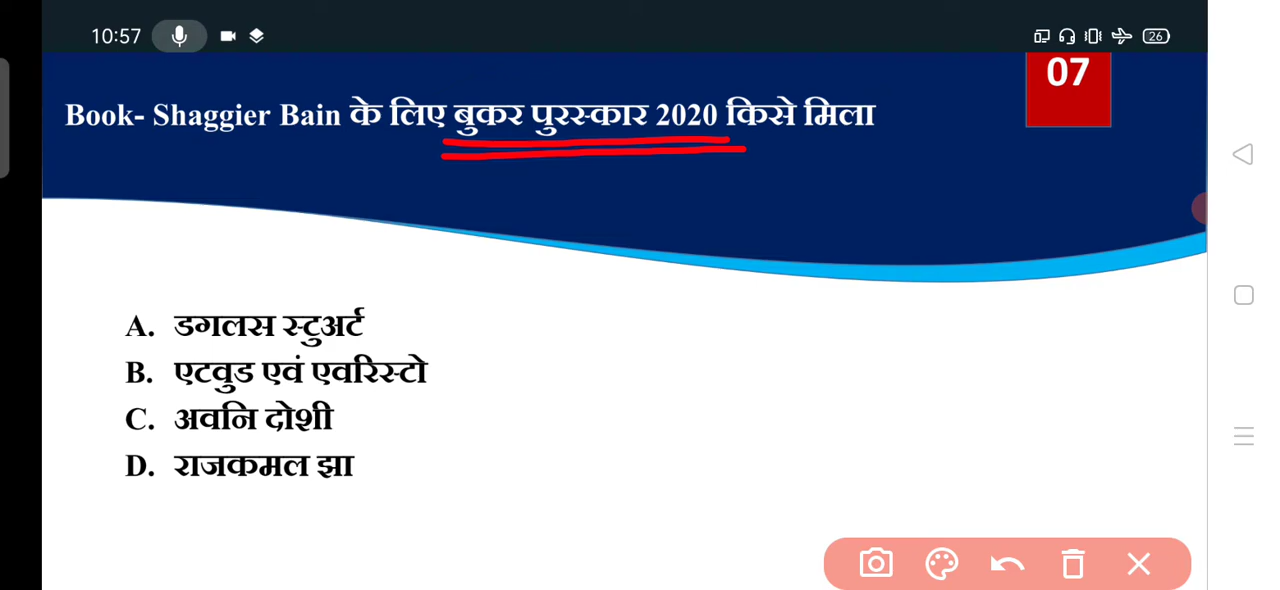 10:57
26
07
Book- Shaggier Bain के लिए बुकर पुरस्कार 2020 किसे मिला
A. डगलस स्टुअर्ट
B. एटवुड एवं एवरिस्टो
C. अवनि दोशी
D. राजकमल झा